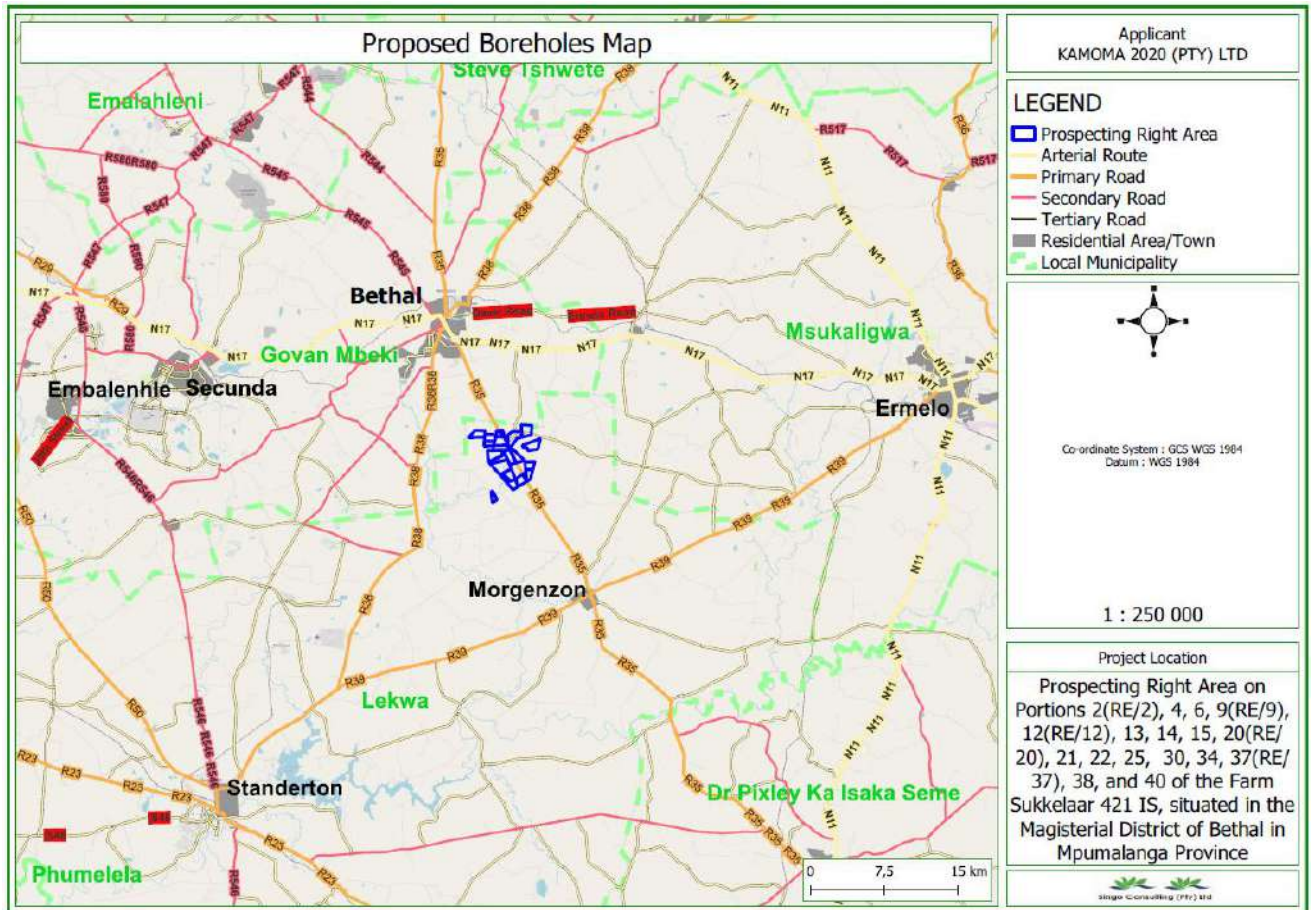 Proposed Boreholes Map
Applicant
KAMOMA 2020 (PTY) LTD
LEGEND
Prospecting Right Area
Arterial Route
Primary Road
Secondary Road
Tertiary Road
Residential Area/Town
Local Municipality
Co-ordinate System : GCS WGS 1984
Datum : WGS 1984
1 : 250 000
Project Location
Prospecting Right Area on
Portions 2(RE/2), 4, 6, 9(RE/9),
12(RE/12), 13, 14, 15, 20(RE/
20), 21, 22, 25, 30, 34, 37(RE/
37), 38, and 40 of the Farm
Sukkelaar 421 IS, situated in the
Magisterial District of Bethal in
Mpumalanga Province
Singo Consulting (Pty) Ltd
Steve Tshwete
Emalahleni
Bethal
Govan Mbeki
Msukaligwa
Embalenhle
Secunda
Ermelo
Morgenzon
Lekwa
Standerton
Dr Pixley Ka Isaka Seme
Phumelela
R547
R544
R545
R580
R35
R38
N11
R517
R36
R29
N17
R546
R50
R39
R23
0 7,5 15 km